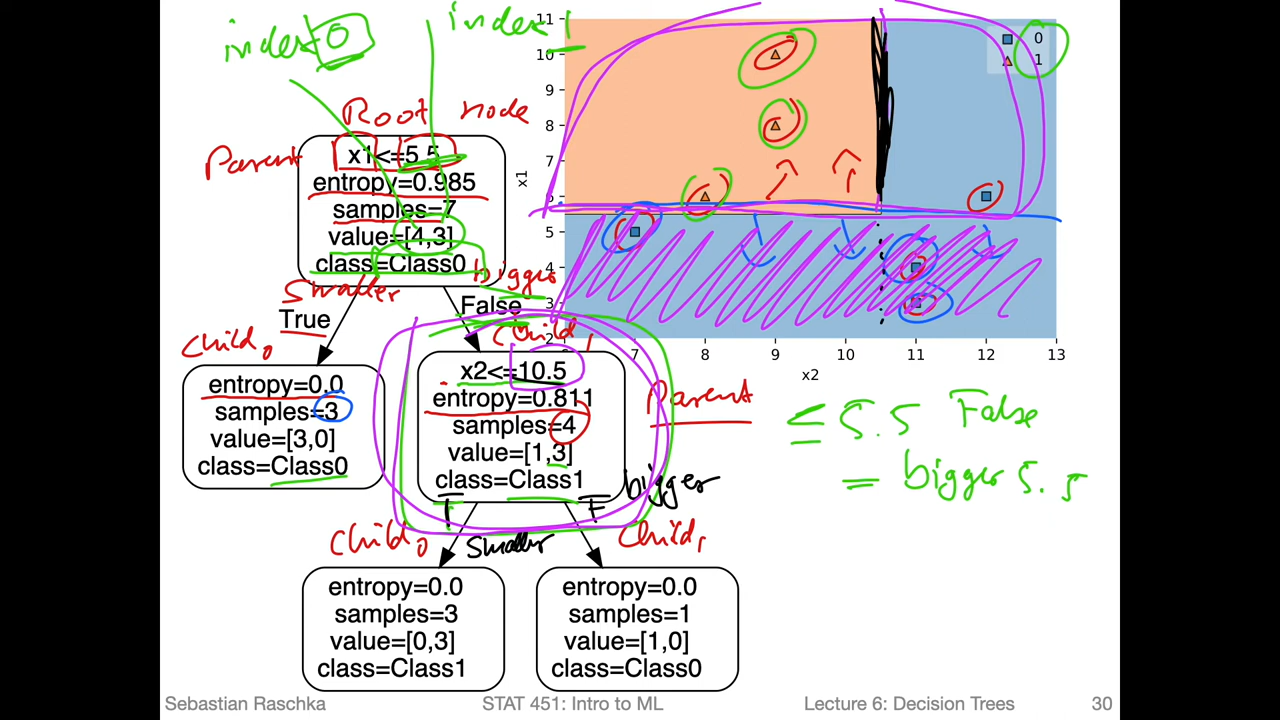 index 0
index 1
Root node
Parent
x1<=5.5
entropy=0.985
samples=7
value=[4,3]
class=Class0
Smaller
bigger
True
False
Child0
Child1
entropy=0.0
samples=3
value=[3,0]
class=Class0
x2<=10.5
entropy=0.811
samples=4
value=[1,3]
class=Class1
Parent
T
F
bigger
Smaller
Child0
Child1
entropy=0.0
samples=3
value=[0,3]
class=Class1
entropy=0.0
samples=1
value=[1,0]
class=Class0
11
10
9
8
7
6
5
4
3
2
x1
0
1
6
7
8
9
10
11
12
13
x2
≤ 5.5 False
= bigger 5.5
Sebastian Raschka
STAT 451: Intro to ML
Lecture 6: Decision Trees
30